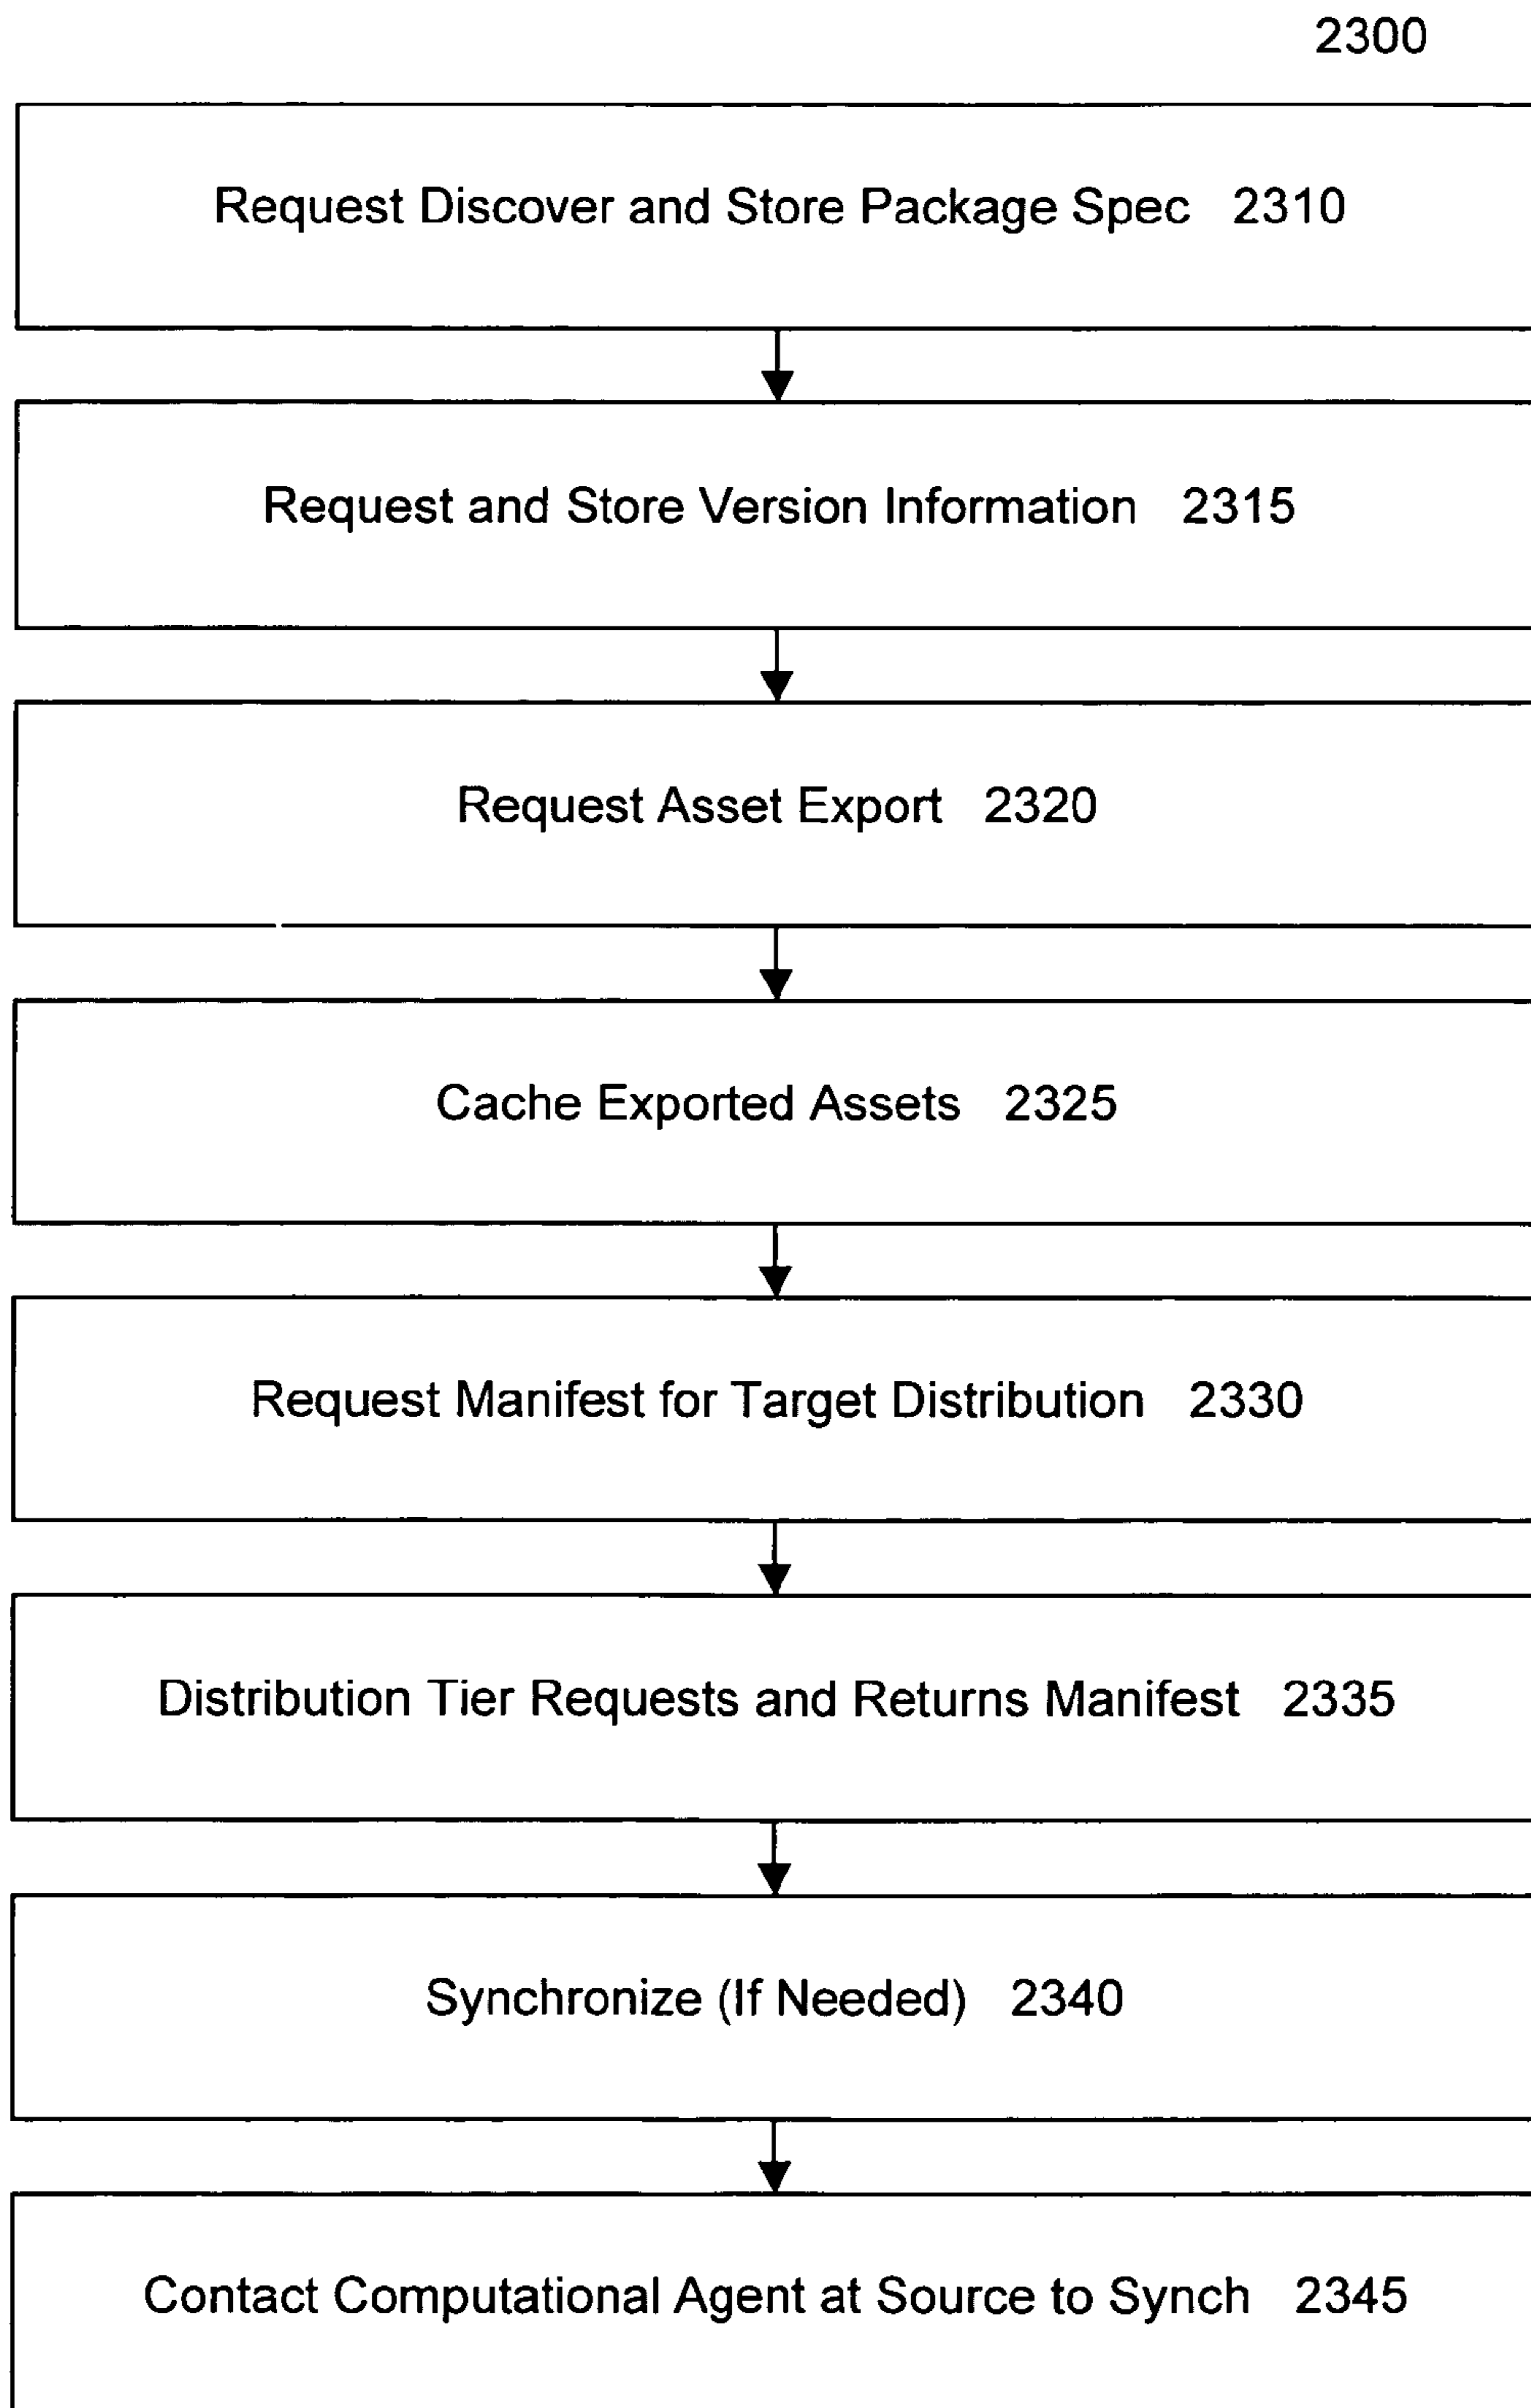 2300
Request Discover and Store Package Spec 2310
Request and Store Version Information 2315
Request Asset Export 2320
Cache Exported Assets 2325
Request Manifest for Target Distribution 2330
Distribution Tier Requests and Returns Manifest 2335
Synchronize (If Needed) 2340
Contact Computational Agent at Source to Synch 2345